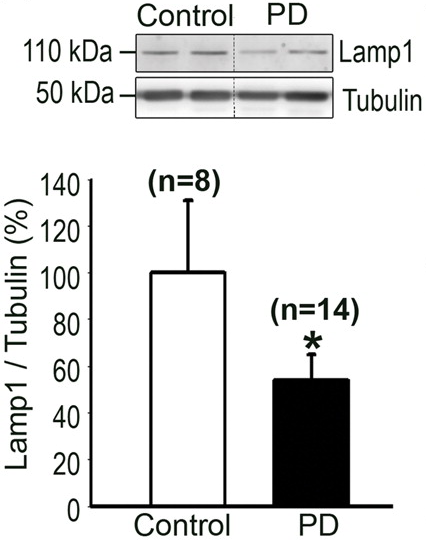 Control PD
110 kDa Lamp1
50 kDa Tubulin
Lamp1 / Tubulin (%)
140
120
100
80
60
40
20
0
(n=8)
(n=14)
*
Control PD